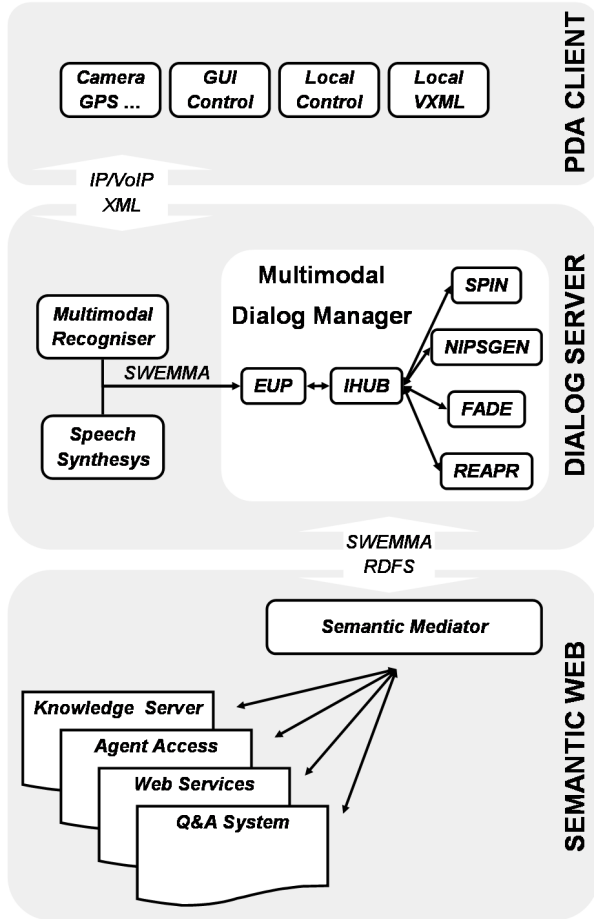 PDA CLIENT
Camera
GPS ...
GUI
Control
Local
Control
Local
VXML
IP/VoIP
XML
DIALOG SERVER
Multimodal
Dialog Manager
Multimodal
Recogniser
SWEMMA
Speech
Synthesys
EUP
IHUB
SPIN
NIPSGEN
FADE
REAPR
SWEMMA
RDFS
SEMANTIC WEB
Semantic Mediator
Knowledge Server
Agent Access
Web Services
Q&A System